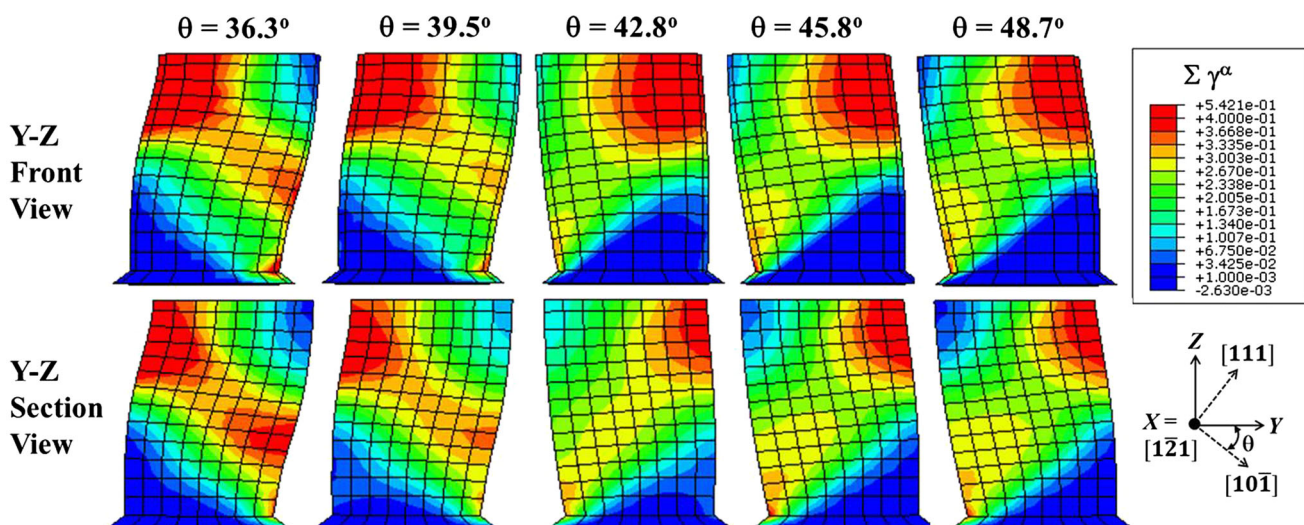 θ = 36.3º
θ = 39.5º
θ = 42.8º
θ = 45.8º
θ = 48.7º
Y-Z
Front
View
Σ γᵅ
+5.421e-01
+4.000e-01
+3.668e-01
+3.335e-01
+3.003e-01
+2.670e-01
+2.338e-01
+2.005e-01
+1.673e-01
+1.340e-01
+1.007e-01
+6.750e-02
+3.425e-02
+1.000e-03
-2.630e-03
Y-Z
Section
View
Z
[111]
X =
[12̄1]
Y
θ
[101̄]